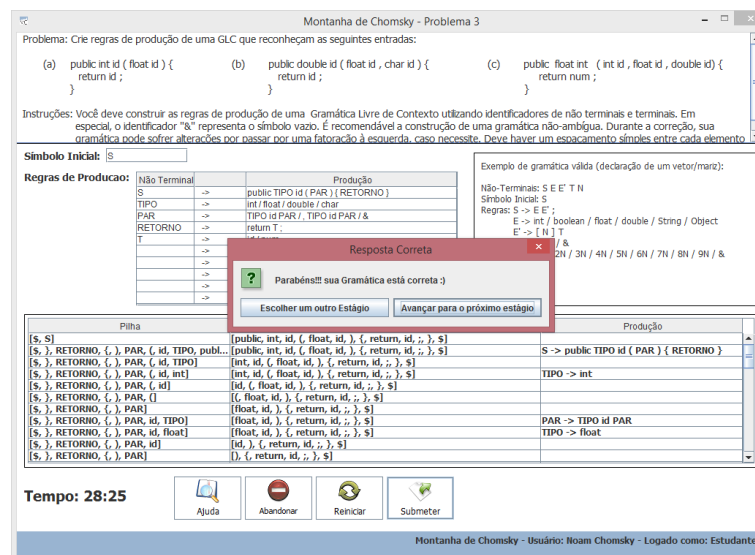 Montanha de Chomsky - Problema 3
Problema: Crie regras de produção de uma GLC que reconheçam as seguintes entradas:
(a) public int id ( float id ) { (b) public double id ( float id , char id ) { (c) public float int ( int id , float id , double id) {
return id ; return id ; return num ;
} } }
Instruções: Você deve construir as regras de produção de uma Gramática Livre de Contexto utilizando identificadores de não terminais e terminais. Em
especial, o identificador "&" representa o símbolo vazio. É recomendável a construção de uma gramática não-ambígua. Durante a correção, sua
gramática pode sofrer alterações por passar por uma fatoração à esquerda, caso necessite. Deve haver um espaçamento símples entre cada elemento
Símbolo Inicial: S
Regras de Producao:
Não Terminal Produção
S -> public TIPO id ( PAR ) { RETORNO }
TIPO -> int / float / double / char
PAR -> TIPO id PAR / , TIPO id PAR / &
RETORNO -> return T ;
T ->
->
->
->
->
Exemplo de gramática válida (declaração de um vetor/mariz):
Não-Terminais: S E E' T N
Símbolo Inicial: S
Regras: S -> E E' ;
E -> int / boolean / float / double / String / Object
E' -> [ N ] T
/ &
2N / 3N / 4N / 5N / 6N / 7N / 8N / 9N / &
Resposta Correta
Parabéns!!! sua Gramática está correta :)
Escolher um outro Estágio Avançar para o próximo estágio
Pilha Produção
[$, S] [public, int, id, (, float, id, ), {, return, id, ;, }, $]
[$, }, RETORNO, {, ), PAR, (, id, TIPO, publ... [public, int, id, (, float, id, ), {, return, id, ;, }, $] S -> public TIPO id ( PAR ) { RETORNO }
[$, }, RETORNO, {, ), PAR, (, id, TIPO] [int, id, (, float, id, ), {, return, id, ;, }, $]
[$, }, RETORNO, {, ), PAR, (, id, int] [int, id, (, float, id, ), {, return, id, ;, }, $] TIPO -> int
[$, }, RETORNO, {, ), PAR, (, id] [id, (, float, id, ), {, return, id, ;, }, $]
[$, }, RETORNO, {, ), PAR, (] [(, float, id, ), {, return, id, ;, }, $]
[$, }, RETORNO, {, ), PAR] [float, id, ), {, return, id, ;, }, $]
[$, }, RETORNO, {, ), PAR, id, TIPO] [float, id, ), {, return, id, ;, }, $] PAR -> TIPO id PAR
[$, }, RETORNO, {, ), PAR, id, float] [float, id, ), {, return, id, ;, }, $] TIPO -> float
[$, }, RETORNO, {, ), PAR, id] [id, ), {, return, id, ;, }, $]
[$, }, RETORNO, {, ), PAR] [), {, return, id, ;, }, $]
Tempo: 28:25
Ajuda Abandonar Reiniciar Submeter
Montanha de Chomsky - Usuário: Noam Chomsky - Logado como: Estudante